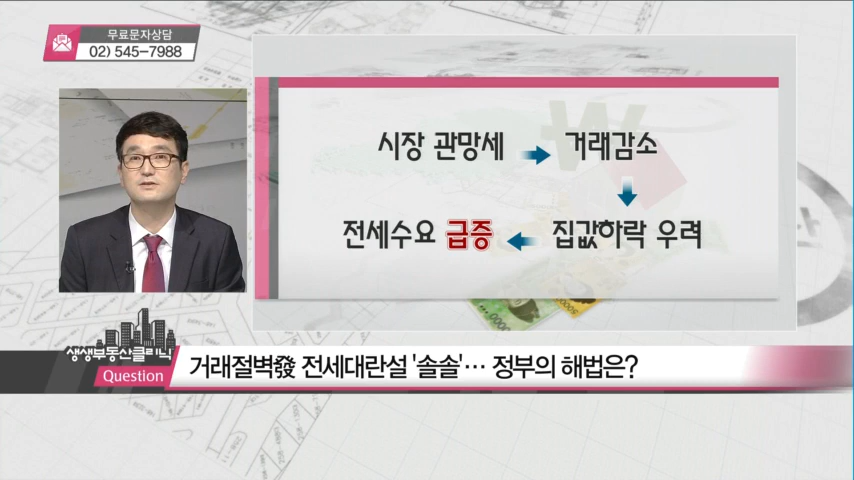 무료문자상담
02) 545-7988
시장 관망세
거래감소
전세수요 급증
집값하락 우려
생생부동산클리닉
Question
거래절벽發 전세대란설 '솔솔'… 정부의 해법은?